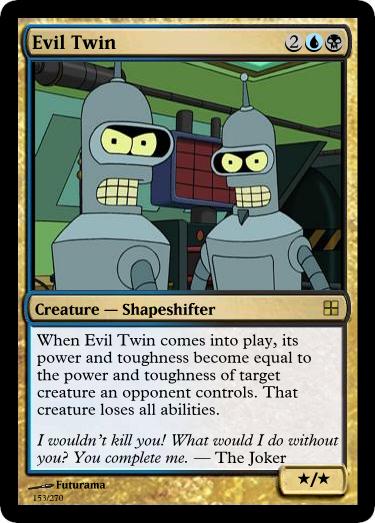 Evil Twin 2
Creature — Shapeshifter
When Evil Twin comes into play, its
power and toughness become equal to
the power and toughness of target
creature an opponent controls. That
creature loses all abilities.
I wouldn't kill you! What would I do without
you? You complete me. — The Joker
★/★
Futurama
153/270